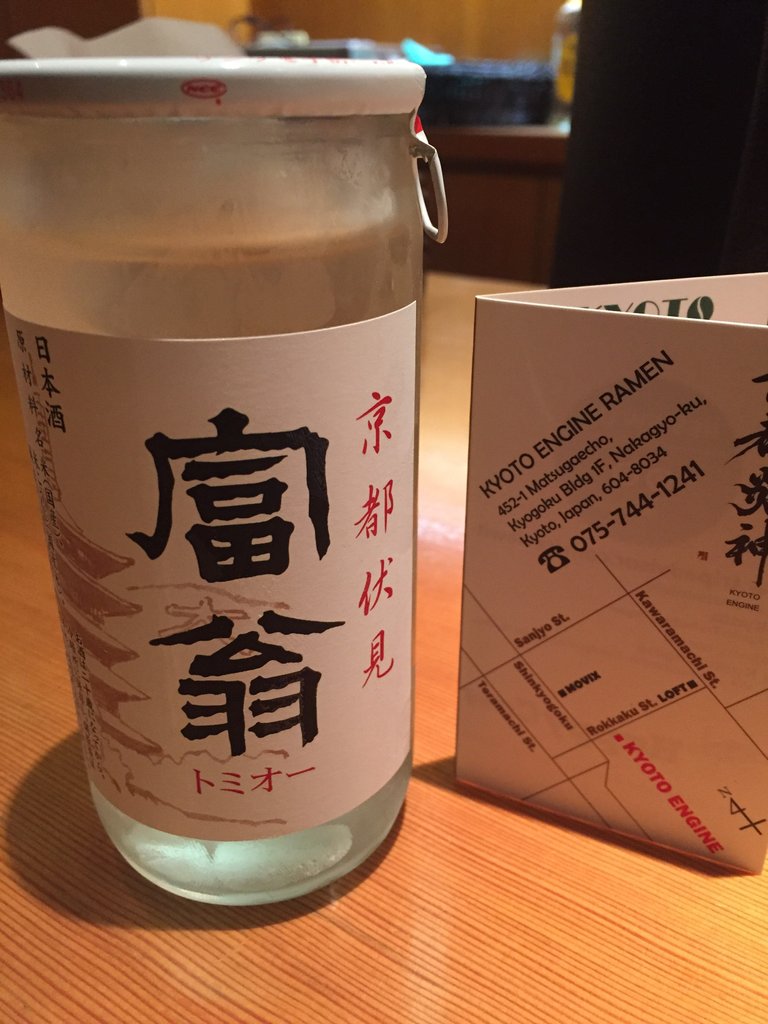 日本酒
富翁
京都伏見
トミオー
KYOTO
KYOTO ENGINE RAMEN
452-1 Matsugaecho,
Kyogoku Bldg 1F, Nakagyo-ku,
Kyoto, Japan, 604-8034
☎ 075-744-1241
KYOTO
ENGINE
Sanjyo St.
Kawaramachi St.
Shinkyogoku
MOVIX
Teramachi St.
Rokkaku St.
LOFT
KYOTO ENGINE
N